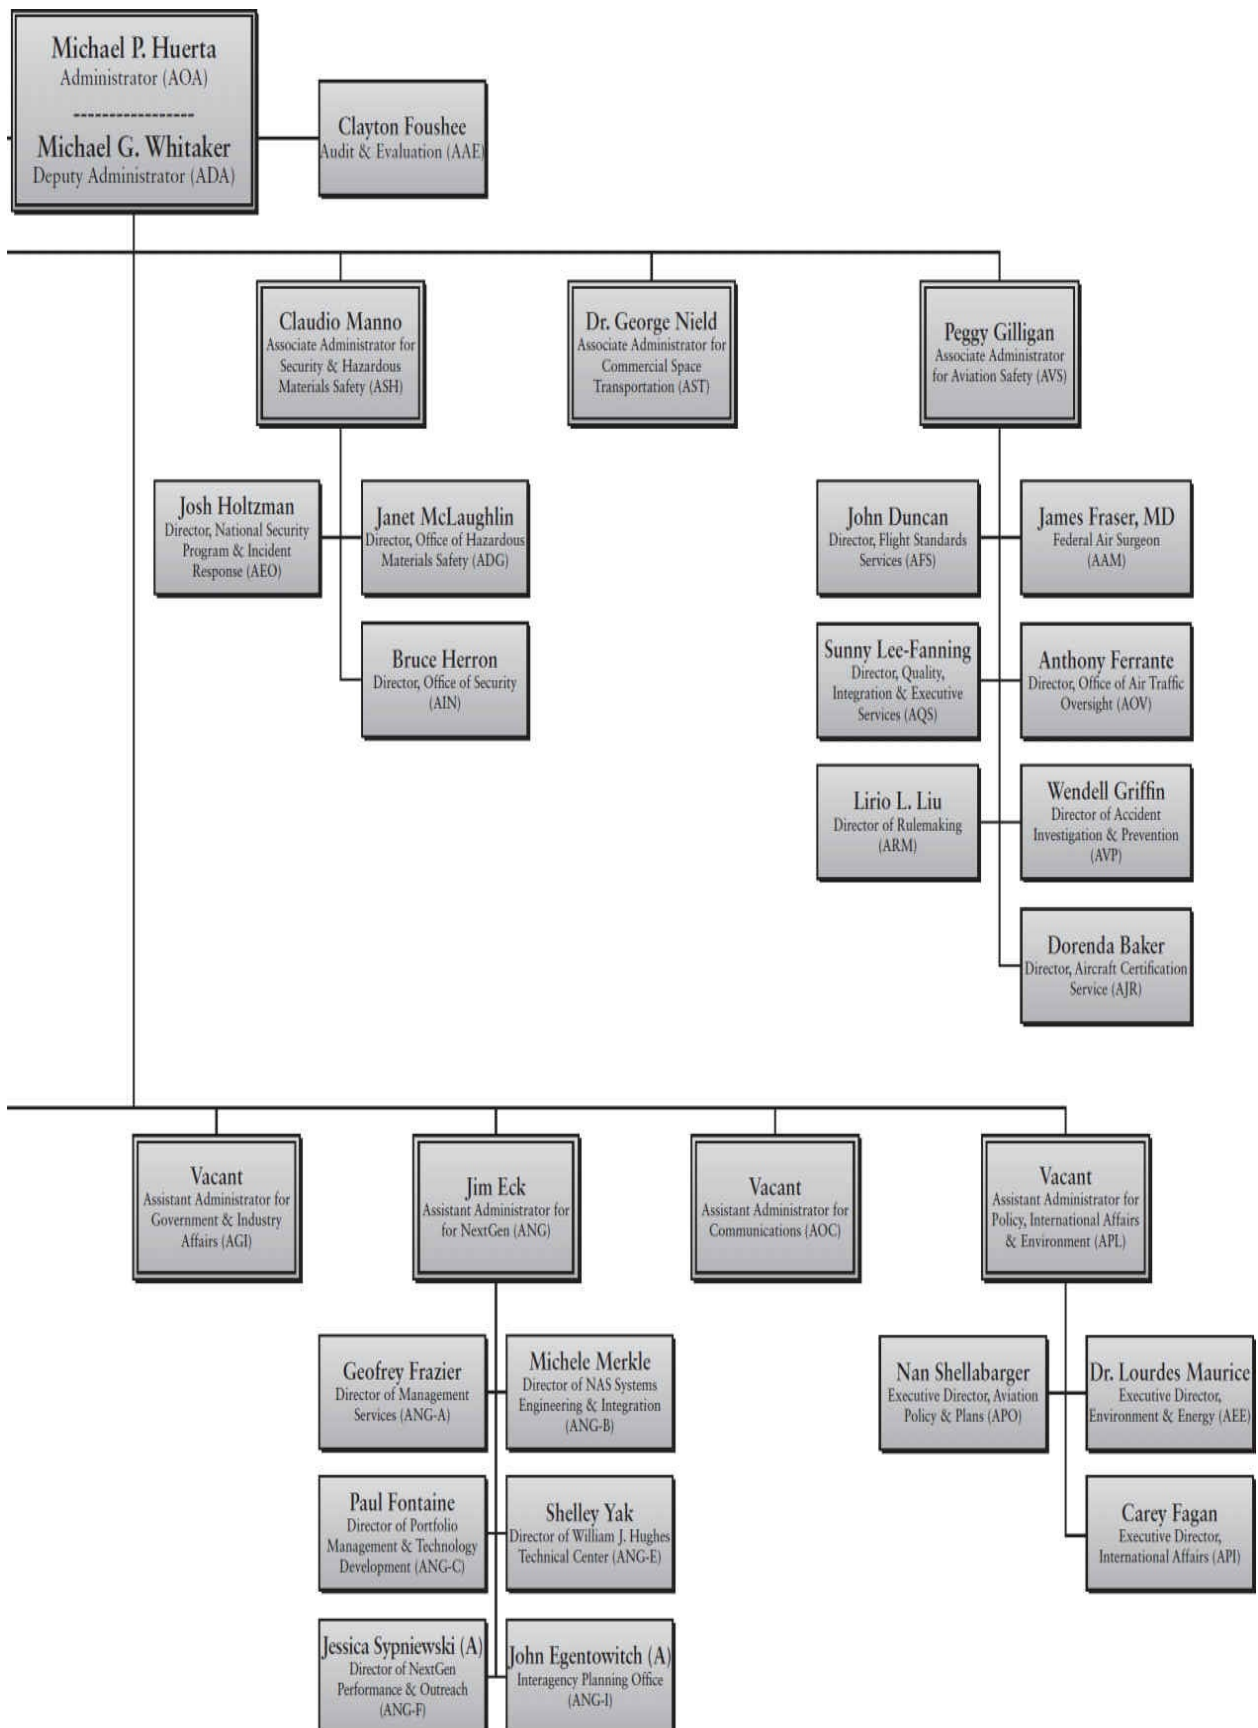 Michael P. Huerta
Administrator (AOA)
-----------------
Michael G. Whitaker
Deputy Administrator (ADA)
Clayton Foushee
Audit & Evaluation (AAE)
Claudio Manno
Associate Administrator for
Security & Hazardous
Materials Safety (ASH)
Dr. George Nield
Associate Administrator for
Commercial Space
Transportation (AST)
Peggy Gilligan
Associate Administrator
for Aviation Safety (AVS)
Josh Holtzman
Director, National Security
Program & Incident
Response (AEO)
Janet McLaughlin
Director, Office of Hazardous
Materials Safety (ADG)
Bruce Herron
Director, Office of Security
(AIN)
John Duncan
Director, Flight Standards
Services (AFS)
James Fraser, MD
Federal Air Surgeon
(AAM)
Sunny Lee-Fanning
Director, Quality,
Integration & Executive
Services (AQS)
Anthony Ferrante
Director, Office of Air Traffic
Oversight (AOV)
Lirio L. Liu
Director of Rulemaking
(ARM)
Wendell Griffin
Director of Accident
Investigation & Prevention
(AVP)
Dorenda Baker
Director, Aircraft Certification
Service (AJR)
Vacant
Assistant Administrator for
Government & Industry
Affairs (AGI)
Jim Eck
Assistant Administrator for
for NextGen (ANG)
Vacant
Assistant Administrator for
Communications (AOC)
Vacant
Assistant Administrator for
Policy, International Affairs
& Environment (APL)
Geofrey Frazier
Director of Management
Services (ANG-A)
Michele Merkle
Director of NAS Systems
Engineering & Integration
(ANG-B)
Paul Fontaine
Director of Portfolio
Management & Technology
Development (ANG-C)
Shelley Yak
Director of William J. Hughes
Technical Center (ANG-E)
Jessica Sypniewski (A)
Director of NextGen
Performance & Outreach
(ANG-F)
John Egentowitch (A)
Interagency Planning Office
(ANG-I)
Nan Shellabarger
Executive Director, Aviation
Policy & Plans (APO)
Dr. Lourdes Maurice
Executive Director,
Environment & Energy (AEE)
Carey Fagan
Executive Director,
International Affairs (API)